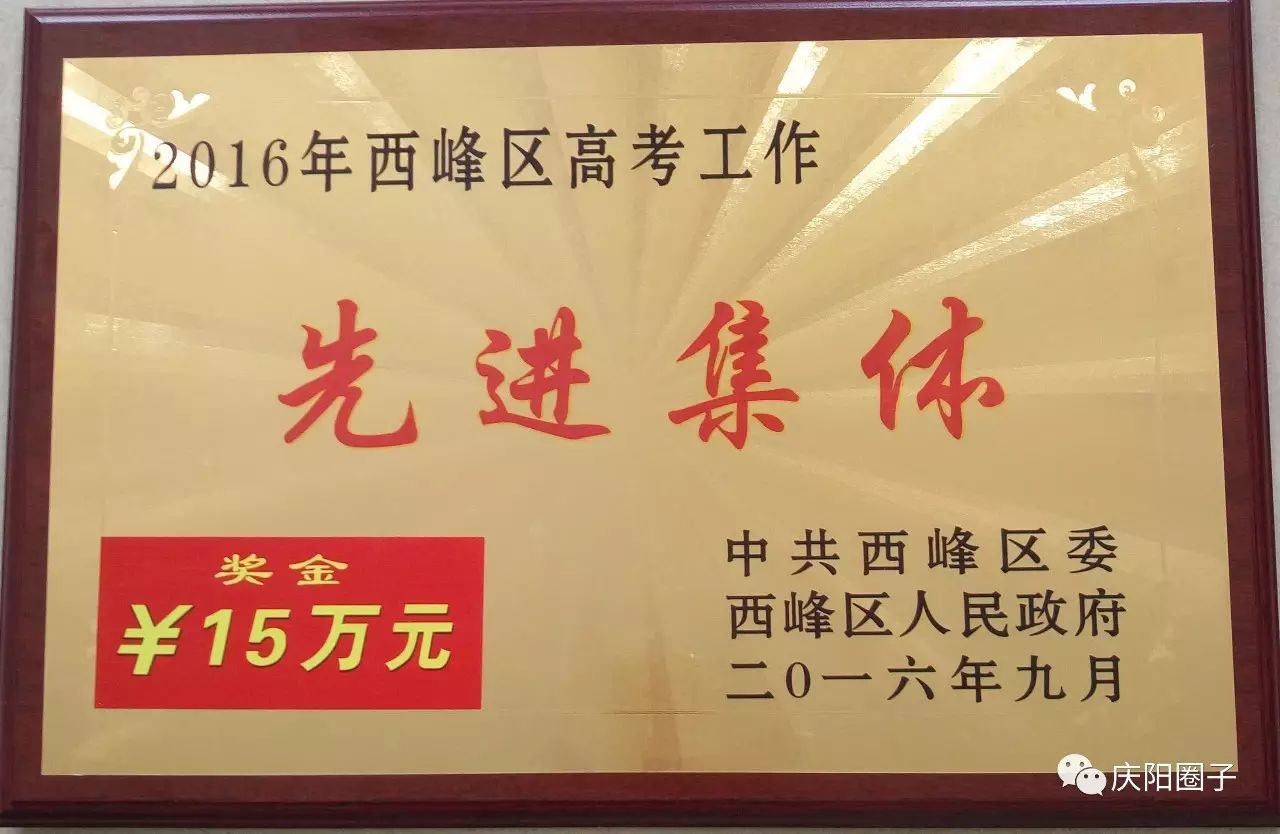 2016年西峰区高考工作
先进集体
奖金
¥15万元
中共西峰区委
西峰区人民政府
二0一六年九月
庆阳圈子